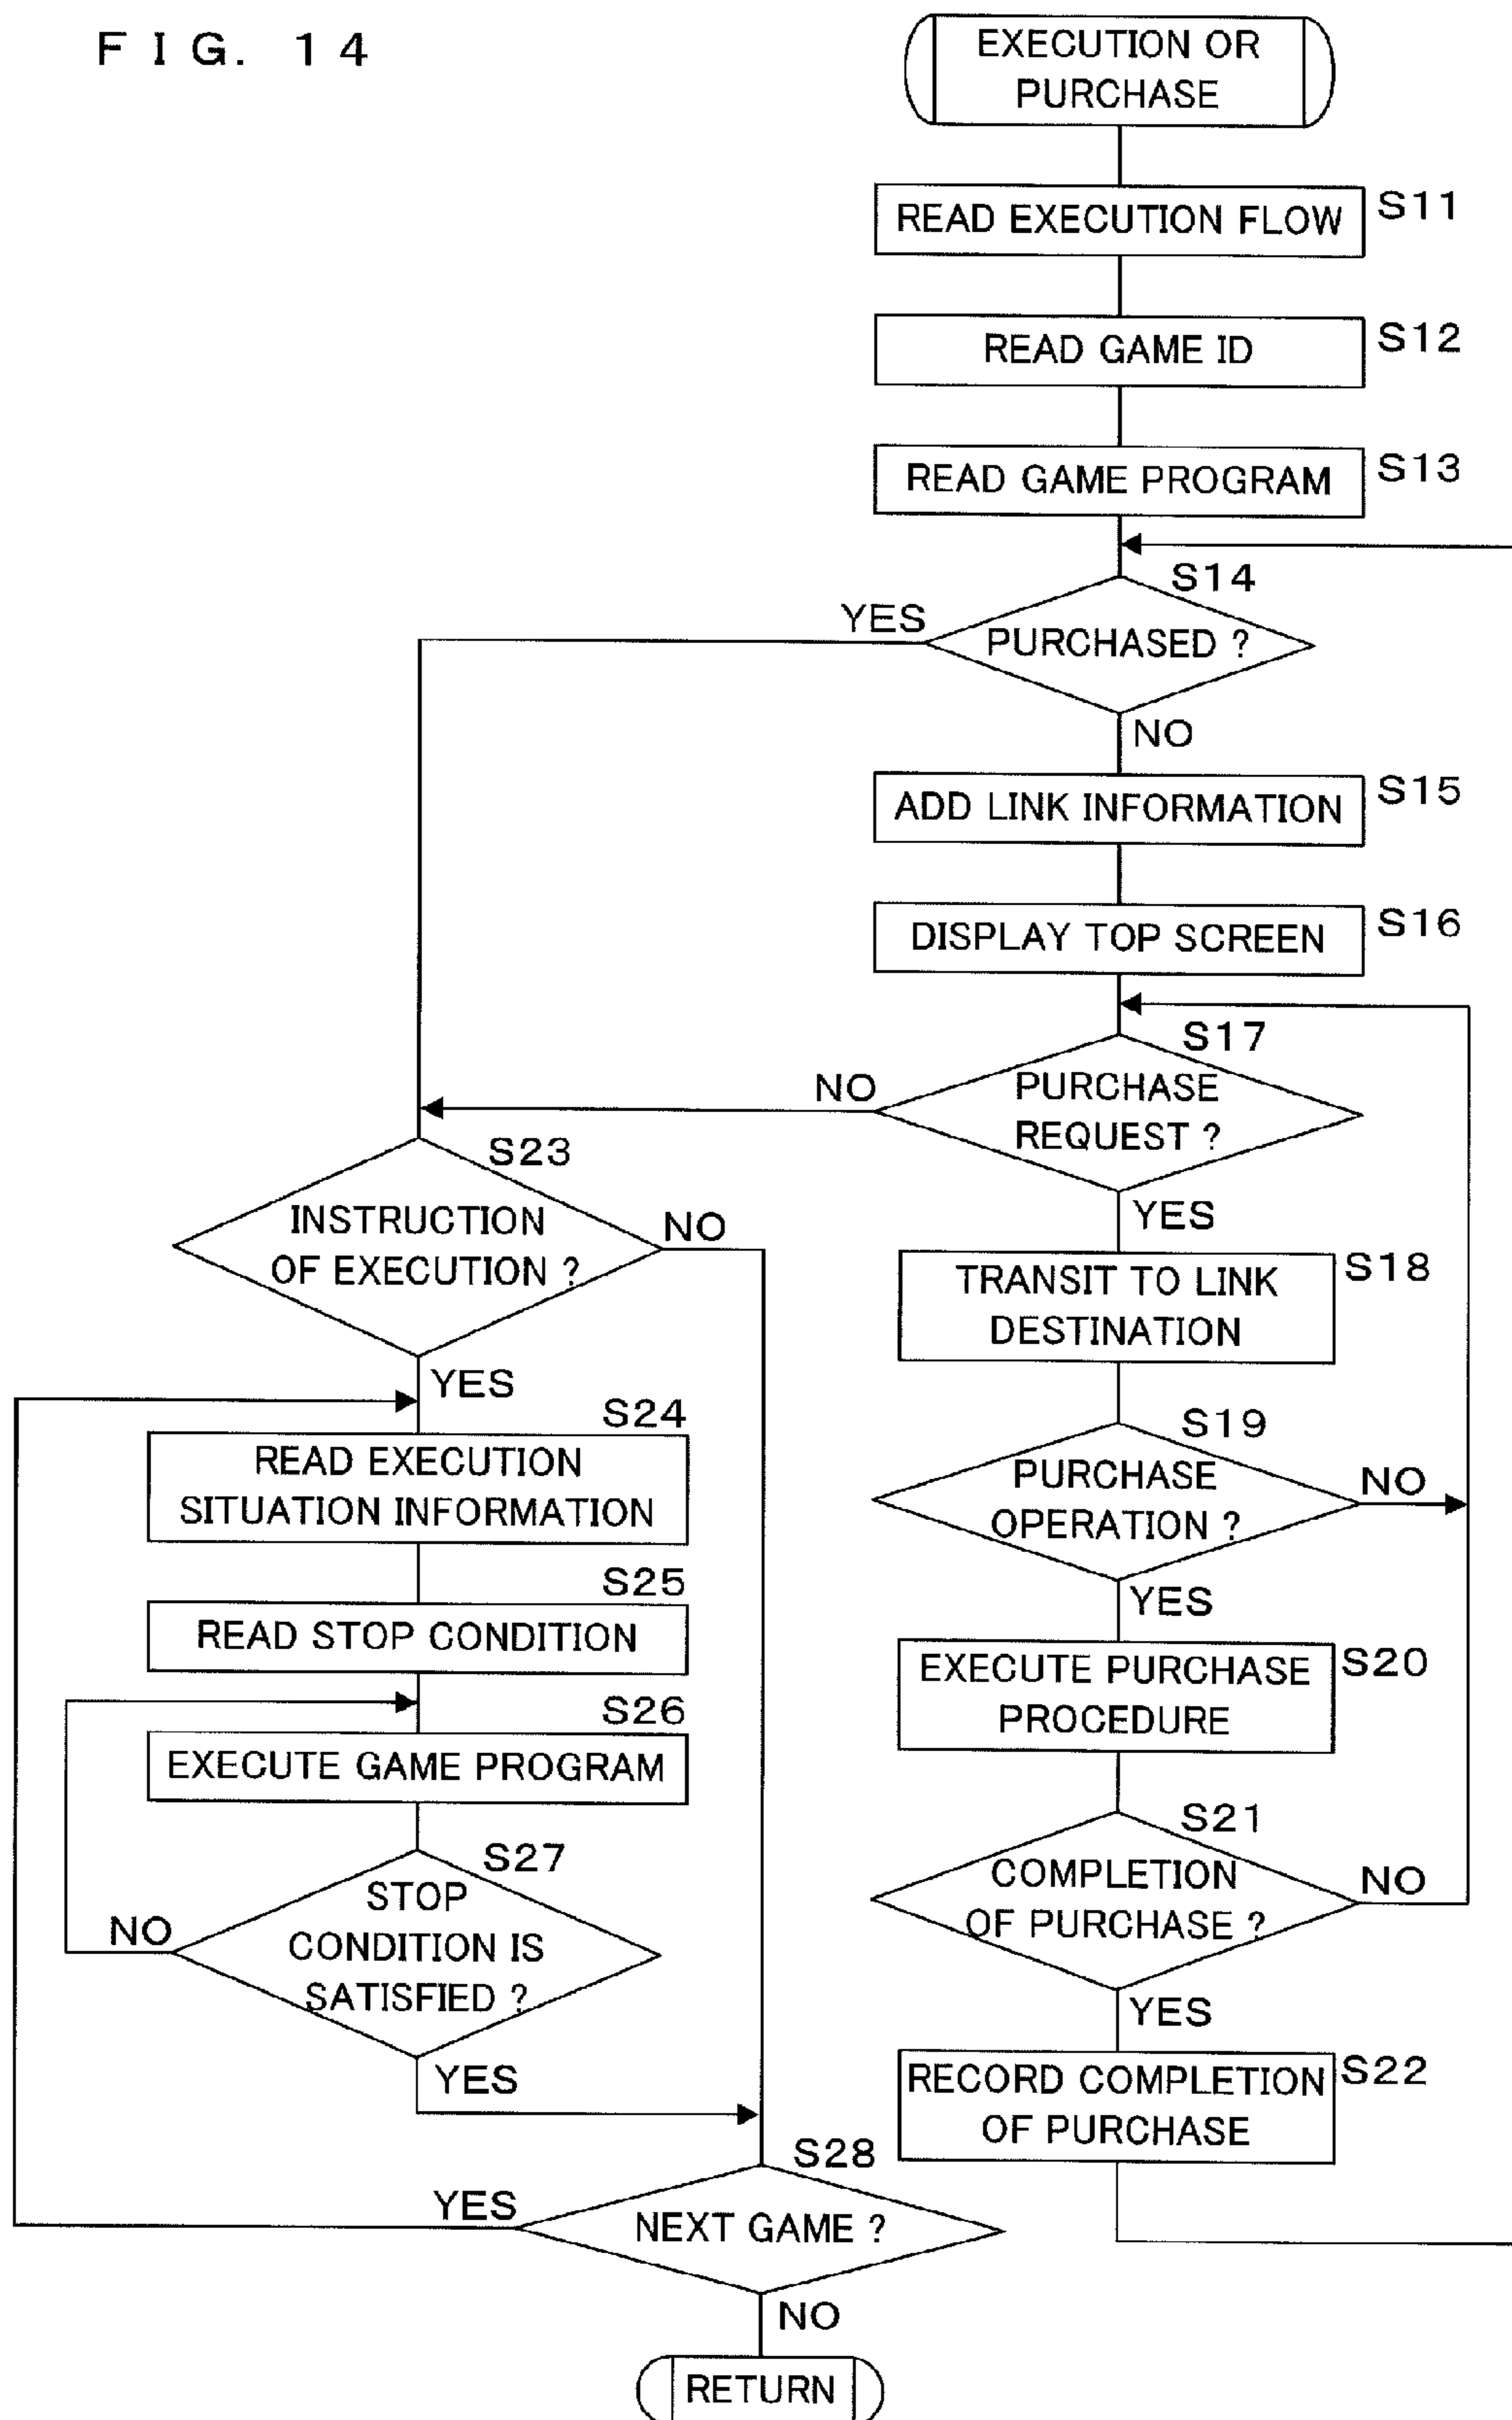 F I G. 14
EXECUTION OR
PURCHASE
READ EXECUTION FLOW
S11
READ GAME ID
S12
READ GAME PROGRAM
S13
S14
PURCHASED ?
YES
NO
ADD LINK INFORMATION
S15
DISPLAY TOP SCREEN
S16
S17
PURCHASE
REQUEST ?
NO
YES
TRANSIT TO LINK
DESTINATION
S18
S19
PURCHASE
OPERATION ?
NO
YES
EXECUTE PURCHASE
PROCEDURE
S20
S21
COMPLETION
OF PURCHASE ?
NO
YES
RECORD COMPLETION
OF PURCHASE
S22
S23
INSTRUCTION
OF EXECUTION ?
NO
YES
S24
READ EXECUTION
SITUATION INFORMATION
S25
READ STOP CONDITION
S26
EXECUTE GAME PROGRAM
S27
STOP
CONDITION IS
SATISFIED ?
NO
YES
S28
NEXT GAME ?
YES
NO
RETURN